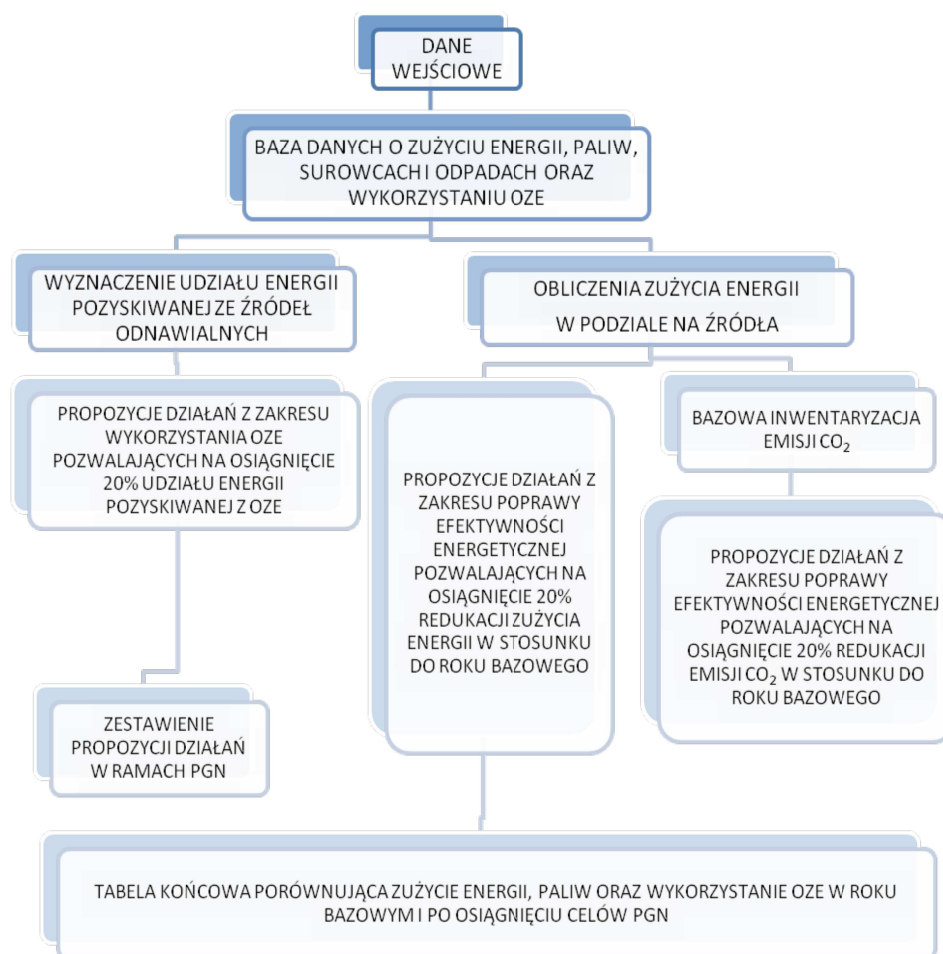 DANE
WEJŚCIOWE
BAZA DANYCH O ZUŻYCIU ENERGII, PALIW,
SUROWCACH I ODPADACH ORAZ
WYKORZYSTANIU OZE
WYZNACZENIE UDZIAŁU ENERGII
POZYSKIWANEJ ZE ŹRÓDEŁ
ODNAWIALNYCH
OBLICZENIA ZUŻYCIA ENERGII
W PODZIALE NA ŹRÓDŁA
PROPOZYCJE DZIAŁAŃ Z ZAKRESU
WYKORZYSTANIA OZE
POZWALAJĄCYCH NA OSIĄGNIĘCIE
20% UDZIAŁU ENERGII
POZYSKIWANEJ Z OZE
PROPOZYCJE DZIAŁAŃ Z
ZAKRESU POPRAWY
EFEKTYWNOŚCI
ENERGETYCZNEJ
POZWALAJĄCYCH NA
OSIĄGNIĘCIE 20%
REDUKACJI ZUŻYCIA
ENERGII W STOSUNKU
DO ROKU BAZOWEGO
BAZOWA INWENTARYZACJA
EMISJI CO₂
PROPOZYCJE DZIAŁAŃ Z
ZAKRESU POPRAWY
EFEKTYWNOŚCI ENERGETYCZNEJ
POZWALAJĄCYCH NA
OSIĄGNIĘCIE 20% REDUKACJI
EMISJI CO₂ W STOSUNKU DO
ROKU BAZOWEGO
ZESTAWIENIE
PROPOZYCJI DZIAŁAŃ
W RAMACH PGN
TABELA KOŃCOWA PORÓWNUJĄCA ZUŻYCIE ENERGII, PALIW ORAZ WYKORZYSTANIE OZE W ROKU
BAZOWYM I PO OSIĄGNIĘCIU CELÓW PGN